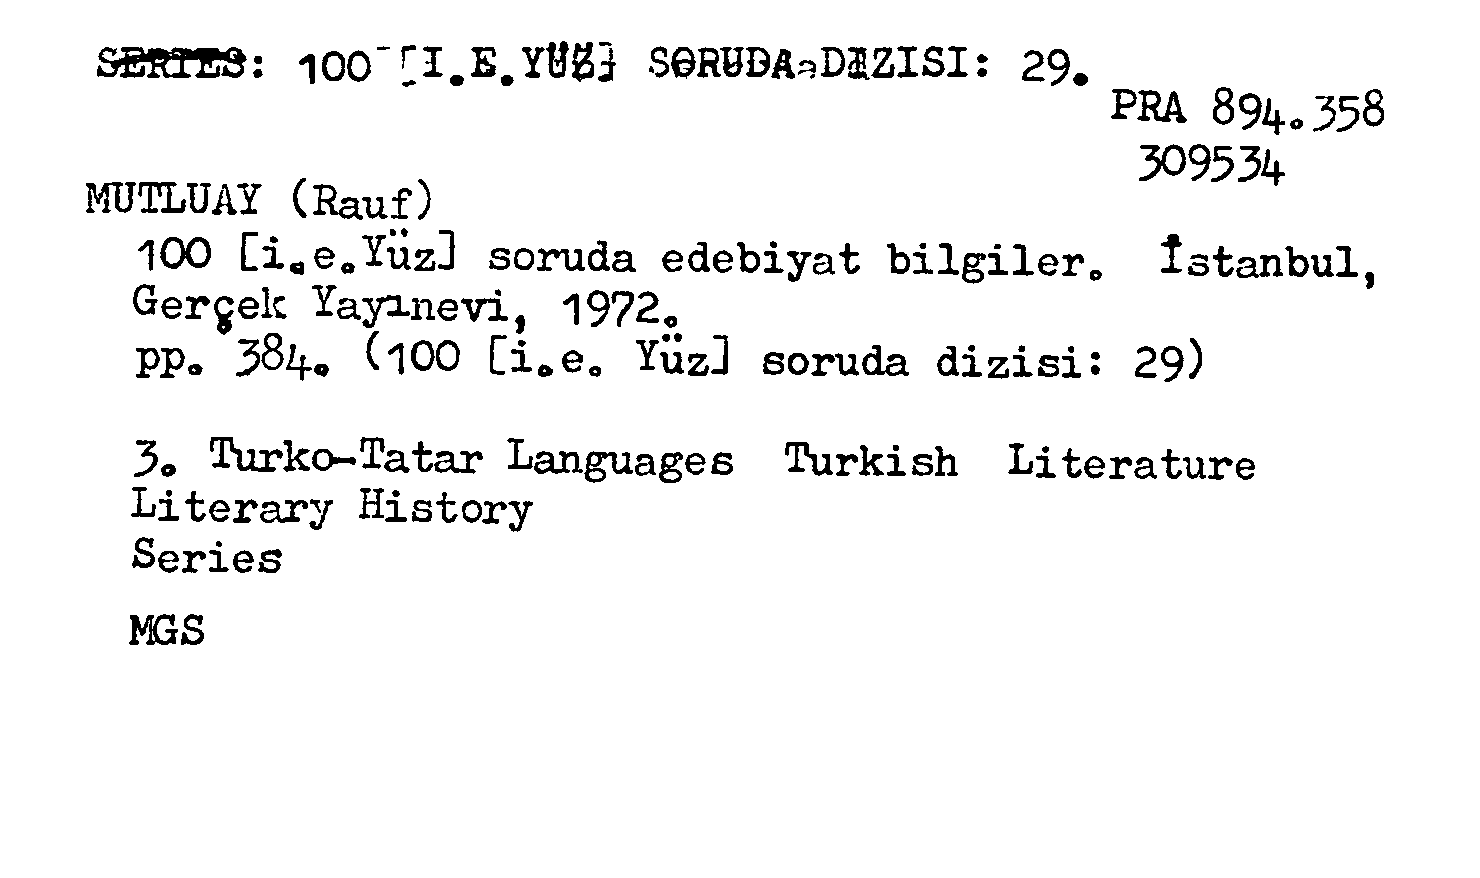 SERIES: 100 [I.E.YÜZ] SORUDA DIZISI: 29.
PRA 894.358
309534
MUTLUAY (Rauf)
100 [i.e.Yüz] soruda edebiyat bilgiler. İstanbul,
Gerçek Yayınevi, 1972.
pp. 384. (100 [i.e. Yüz] soruda dizisi: 29)
3. Turko-Tatar Languages Turkish Literature
Literary History
Series
MGS